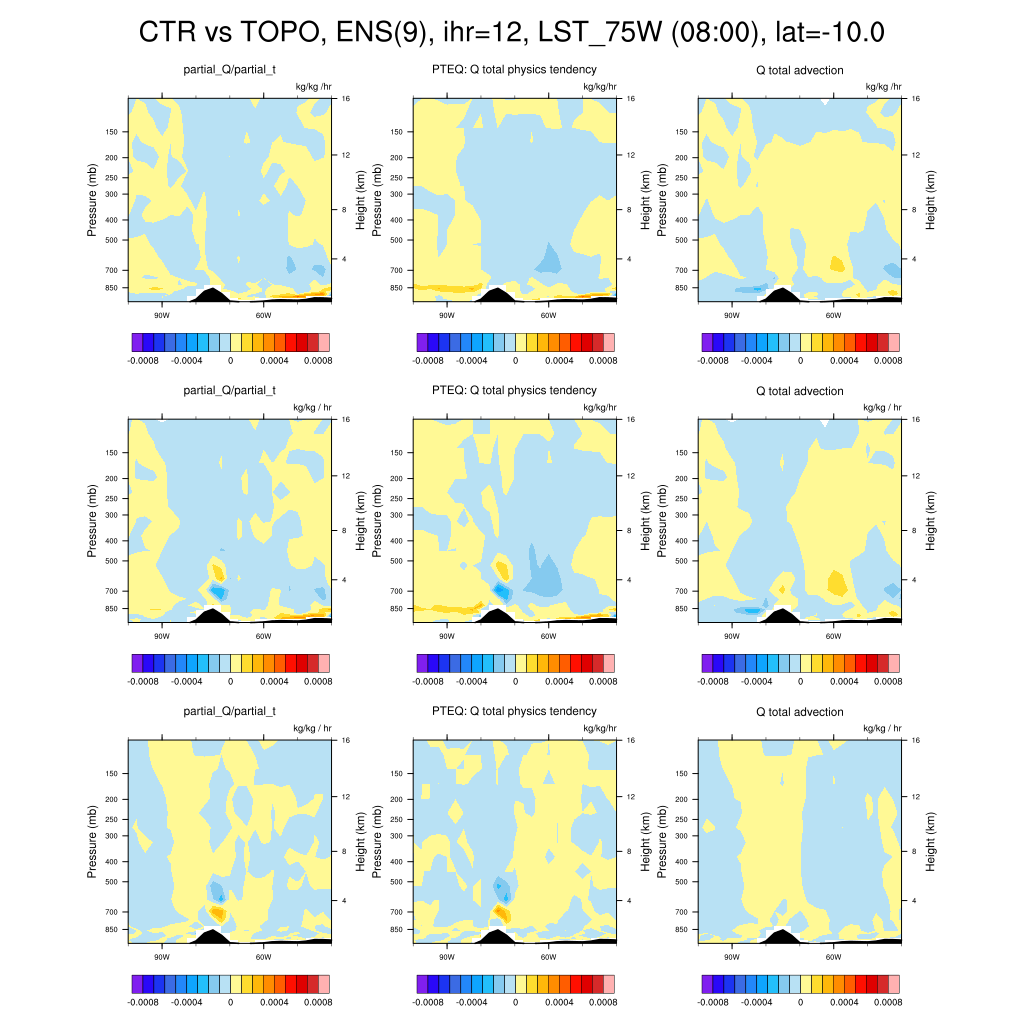 CTR vs TOPO, ENS(9), ihr=12, LST_75W (08:00), lat=-10.0
partial_Q/partial_t
kg/kg /hr
Pressure (mb)
150
200
250
300
400
500
700
850
16
12
8
4
Height (km)
90W 60W
-0.0008 -0.0004 0 0.0004 0.0008
PTEQ: Q total physics tendency
kg/kg/hr
Pressure (mb)
150
200
250
300
400
500
700
850
16
12
8
4
Height (km)
90W 60W
-0.0008 -0.0004 0 0.0004 0.0008
Q total advection
kg/kg/hr
Pressure (mb)
150
200
250
300
400
500
700
850
16
12
8
4
Height (km)
90W 60W
-0.0008 -0.0004 0 0.0004 0.0008
partial_Q/partial_t
kg/kg / hr
Pressure (mb)
150
200
250
300
400
500
700
850
16
12
8
4
Height (km)
90W 60W
-0.0008 -0.0004 0 0.0004 0.0008
PTEQ: Q total physics tendency
kg/kg/hr
Pressure (mb)
150
200
250
300
400
500
700
850
16
12
8
4
Height (km)
90W 60W
-0.0008 -0.0004 0 0.0004 0.0008
Q total advection
kg/kg / hr
Pressure (mb)
150
200
250
300
400
500
700
850
16
12
8
4
Height (km)
90W 60W
-0.0008 -0.0004 0 0.0004 0.0008
partial_Q/partial_t
kg/kg / hr
Pressure (mb)
150
200
250
300
400
500
700
850
16
12
8
4
Height (km)
90W 60W
-0.0008 -0.0004 0 0.0004 0.0008
PTEQ: Q total physics tendency
kg/kg/hr
Pressure (mb)
150
200
250
300
400
500
700
850
16
12
8
4
Height (km)
90W 60W
-0.0008 -0.0004 0 0.0004 0.0008
Q total advection
kg/kg / hr
Pressure (mb)
150
200
250
300
400
500
700
850
16
12
8
4
Height (km)
90W 60W
-0.0008 -0.0004 0 0.0004 0.0008